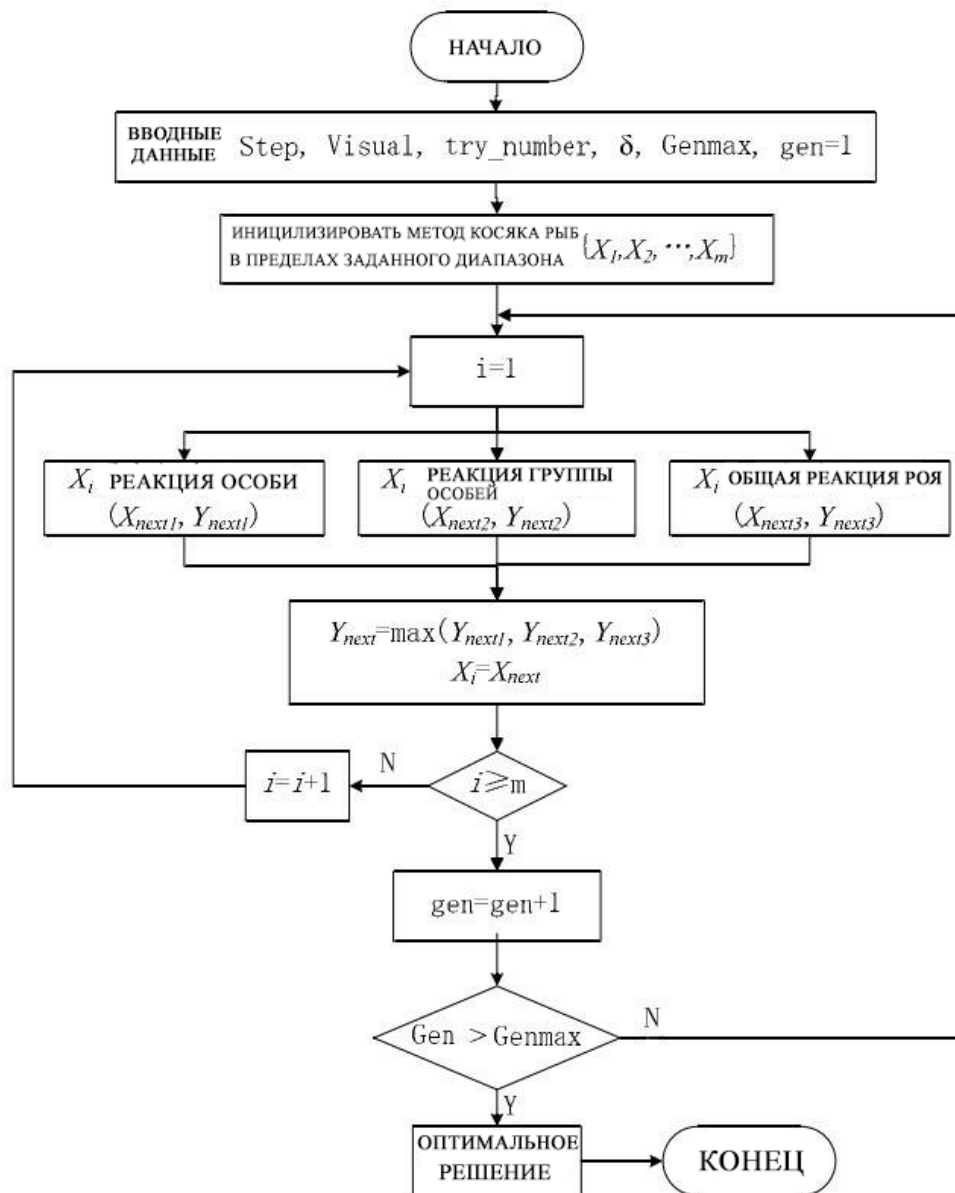 НАЧАЛО
ВВОДНЫЕ ДАННЫЕ Step, Visual, try_number, δ, Genmax, gen=1
ИНИЦИЛИЗИРОВАТЬ МЕТОД КОСЯКА РЫБ
В ПРЕДЕЛАХ ЗАДАННОГО ДИАПАЗОНА {X1,X2,⋯,Xm}
i=1
Xi РЕАКЦИЯ ОСОБИ
(Xnext1, Ynext1)
Xi РЕАКЦИЯ ГРУППЫ
ОСОБЕЙ
(Xnext2, Ynext2)
Xi ОБЩАЯ РЕАКЦИЯ РОЯ
(Xnext3, Ynext3)
Ynext=max(Ynext1, Ynext2, Ynext3)
Xi=Xnext
i≥m
N
i=i+1
Y
gen=gen+1
Gen >Genmax
N
Y
ОПТИМАЛЬНОЕ
РЕШЕНИЕ
КОНЕЦ